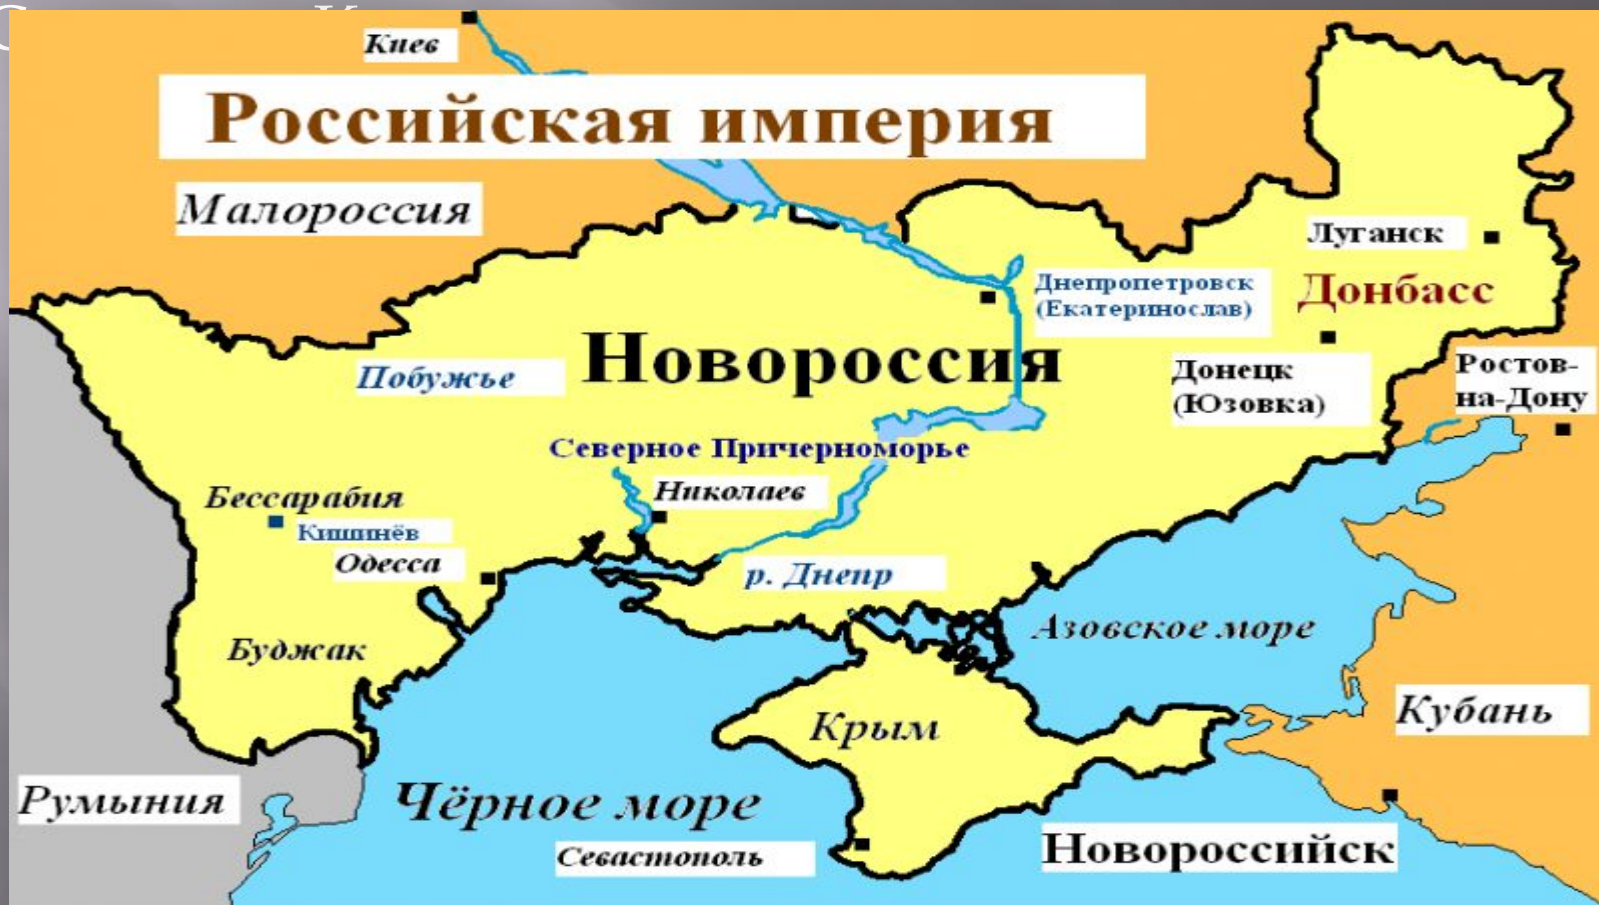 Киев
Российская империя
Малороссия
Луганск
Донбасс
Днепропетровск
(Екатеринослав)
Новороссия
Побужье
Донецк
(Юзовка)
Ростов-
на-Дону
Северное Причерноморье
Николаев
Бессарабия
Кишинёв
Одесса
р. Днепр
Буджак
Азовское море
Крым
Кубань
Румыния
Чёрное море
Севастополь
Новороссийск